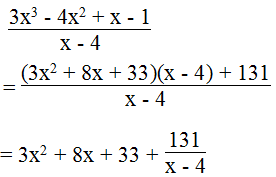 3x³ - 4x² + x - 1
x - 4
= (3x² + 8x + 33)(x - 4) + 131
x - 4
= 3x² + 8x + 33 + 131
x - 4